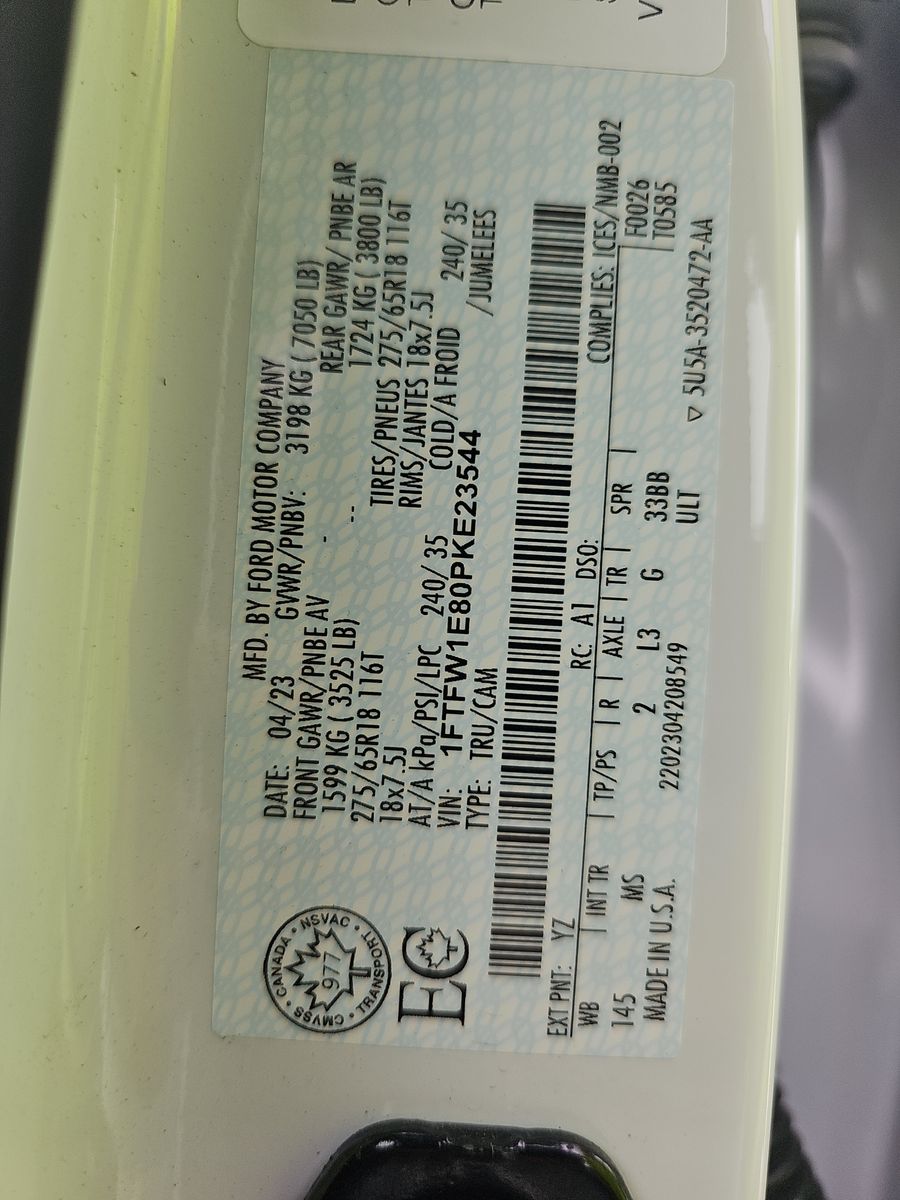 MFD. BY FORD MOTOR COMPANY
DATE: 04/23 GVWR/PNBV: 3198 KG ( 7050 LB)
FRONT GAWR/PNBE AV - REAR GAWR/ PNBE AR
1599 KG ( 3525 LB) -- 1724 KG ( 3800 LB)
275/65R18 116T TIRES/PNEUS 275/65R18 116T
18x7.5J RIMS/JANTES 18x7.5J
AT/A kPa/PSI/LPC 240/ 35 COLD/A FROID 240/ 35
VIN: 1FTFW1E80PKE23544 /JUMELEES
TYPE: TRU/CAM
CANADA • NSVAC • TRANSPORT • CMVSS •
977
EC
EXT PNT: YZ RC: A1 DSO: COMPLIES: ICES/NMB-002
WB | INT TR | TP/PS | R | AXLE | TR | SPR | F0026
145 MS 2 L3 G 33BB | T0585
MADE IN U.S.A. 2202304208549 ULT ▽ 5U5A-3520472-AA